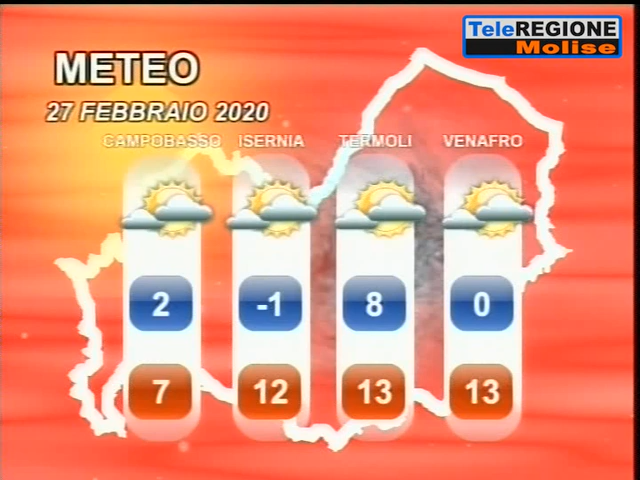 TeleREGIONE
Molise
METEO
27 FEBBRAIO 2020
CAMPOBASSO ISERNIA TERMOLI VENAFRO
2 -1 8 0
7 12 13 13